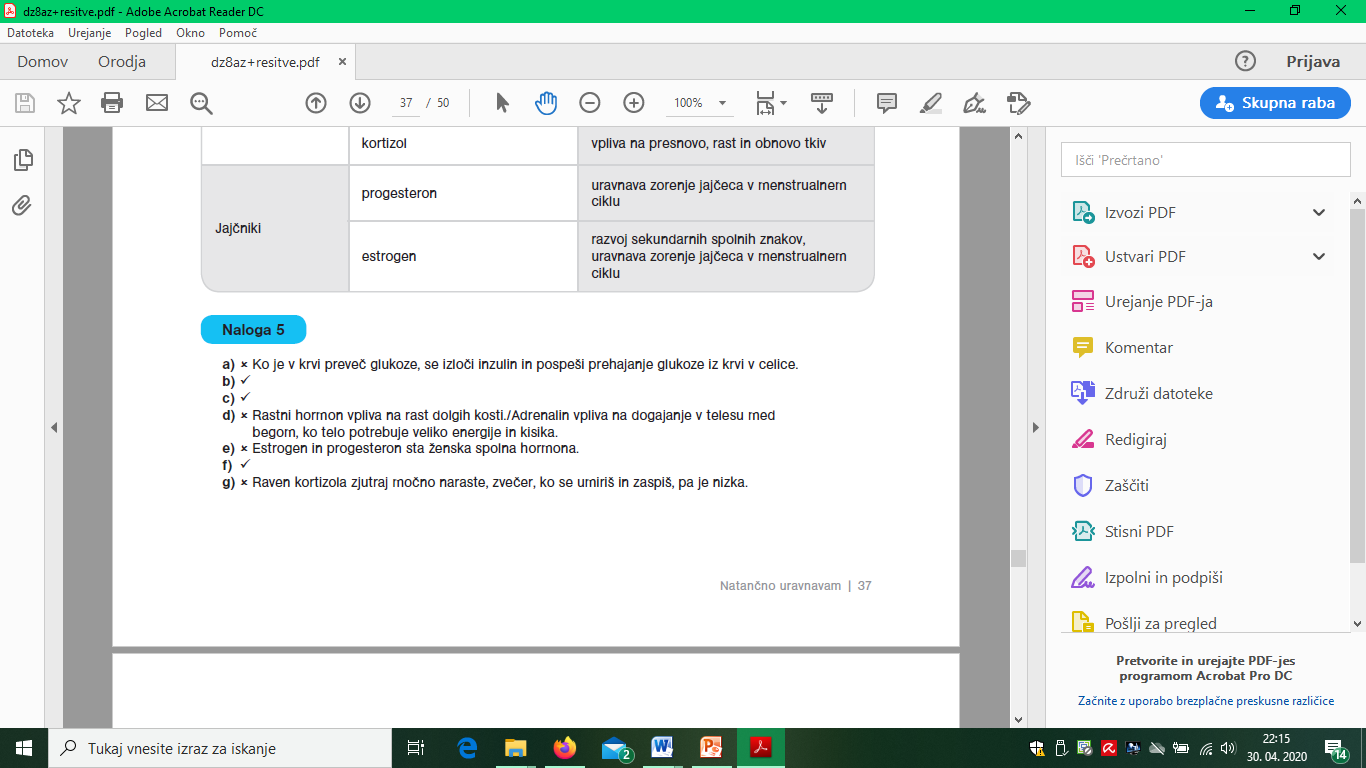 dz8az+resitve.pdf - Adobe Acrobat Reader DC
Datoteka Urejanje Pogled Okno Pomoč
Domov Orodja dz8az+resitve.pdf × Prijava
37 / 50 100% Skupna raba
kortizol vpliva na presnovo, rast in obnovo tkiv
Jajčniki
progesteron
uravnava zorenje jajčeca v menstrualnem
ciklu
estrogen
razvoj sekundarnih spolnih znakov,
uravnava zorenje jajčeca v menstrualnem
ciklu
Naloga 5
a) × Ko je v krvi preveč glukoze, se izloči inzulin in pospeši prehajanje glukoze iz krvi v celice.
b) ✓
c) ✓
d) × Rastni hormon vpliva na rast dolgih kosti./Adrenalin vpliva na dogajanje v telesu med
begom, ko telo potrebuje veliko energije in kisika.
e) × Estrogen in progesteron sta ženska spolna hormona.
f) ✓
g) × Raven kortizola zjutraj močno naraste, zvečer, ko se umiriš in zaspiš, pa je nizka.
Natančno uravnavam | 37
Išči 'Prečrtano'
Izvozi PDF
Ustvari PDF
Urejanje PDF-ja
Komentar
Združi datoteke
Redigiraj
Zaščiti
Stisni PDF
Izpolni in podpiši
Pošlji za pregled
Pretvorite in urejajte PDF-jes
programom Acrobat Pro DC
Začnite z uporabo brezplačne preskusne različice
Tukaj vnesite izraz za iskanje
2
22:15
30. 04. 2020
14